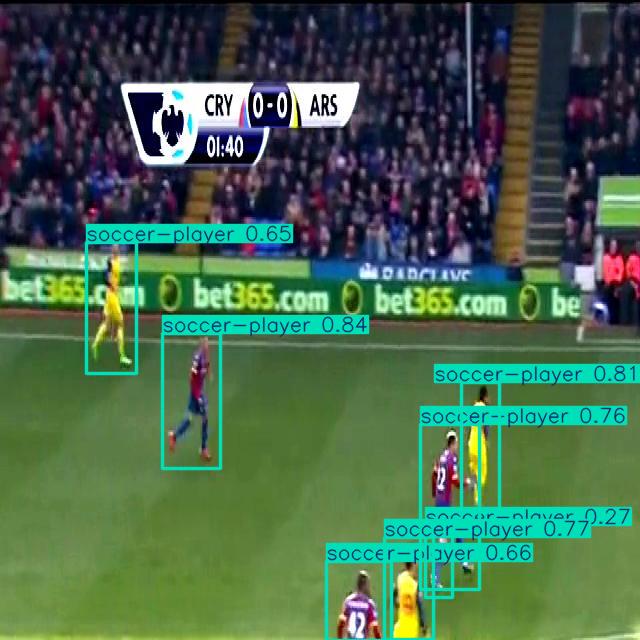 CRY 0-0 ARS
01:40
soccer-player 0.65
BARCLAYS
bet365.com bet365.com bet365.com be
soccer-player 0.84
soccer-player 0.81
soccer-player 0.76
22
soccer-player 0.27
soccer-player 0.77
soccer-player 0.66
42